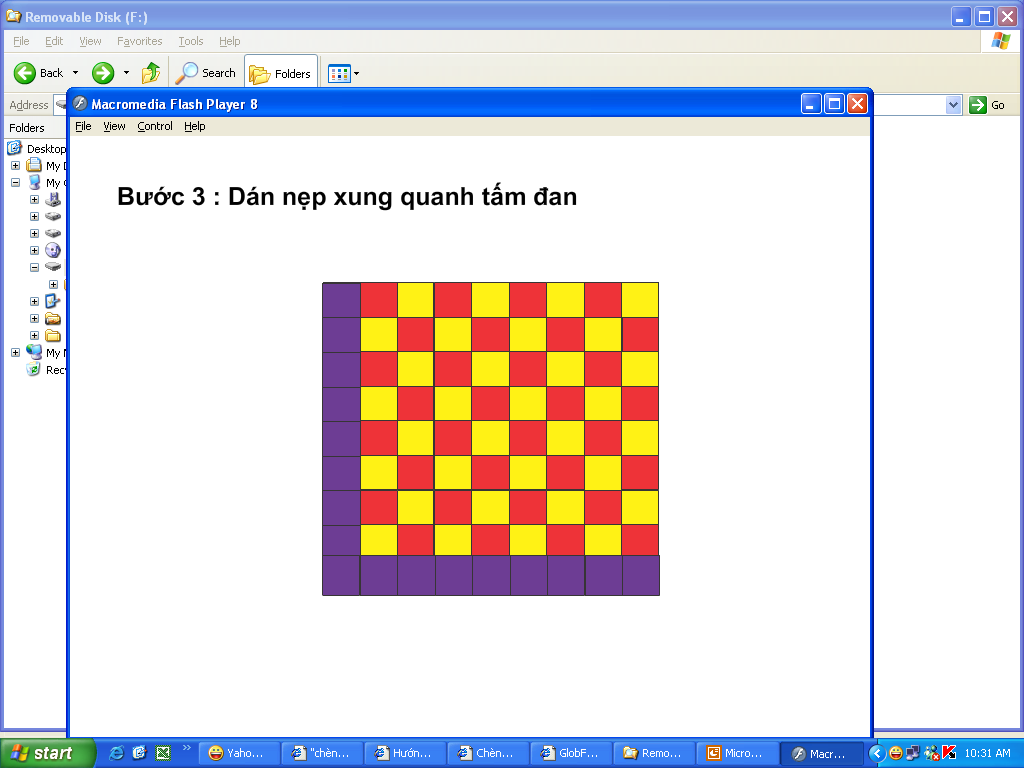 Removable Disk (F:)
File Edit View Favorites Tools Help
Back Search Folders
Address Go
Macromedia Flash Player 8
File View Control Help
Folders
Desktop
Bước 3 : Dán nẹp xung quanh tấm đan
start Yaho... "chèn... Hướn... Chèn... GlobF... Remo... Micro... Macr... 10:31 AM